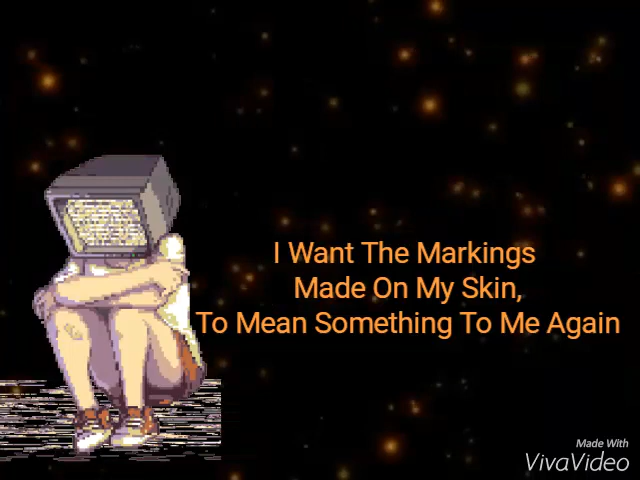 I Want The Markings
Made On My Skin,
To Mean Something To Me Again
Made With
VivaVideo